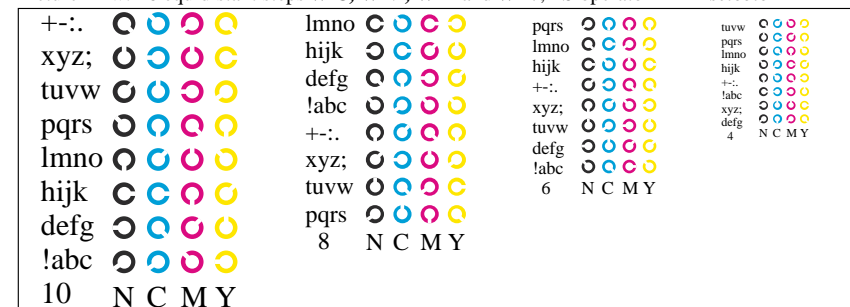 +-:.
xyz;
tuvw
pqrs
lmno
hijk
defg
!abc
10 N C M Y
lmno
hijk
defg
!abc
+-:.
xyz;
tuvw
pqrs
8 N C M Y
pqrs
lmno
hijk
+-:.
xyz;
tuvw
defg
!abc
6 N C M Y
tuvw
pqrs
lmno
hijk
+-:.
!abc
xyz;
defg
4 N C M Y